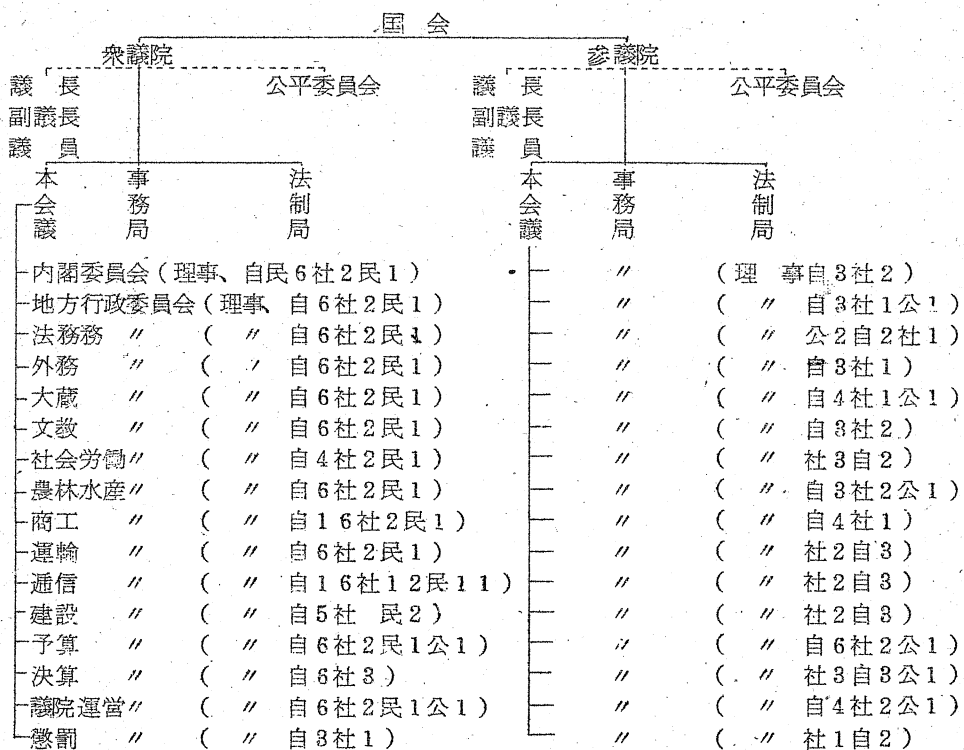 国 会
衆議院 参議院
議 長 公平委員会 議 長 公平委員会
副議長 副議長
議 員 議 員
本会議 事務局 法制局 本会議 事務局 法制局
内閣委員会(理事、自民6社2民1) 〃 (理 事自3社2)
地方行政委員会(理事、自6社2民1) 〃 ( 〃 自3社1公1)
法務務 〃 ( 〃 自6社2民1) 〃 ( 〃 公2自2社1)
外務 〃 ( 〃 自6社2民1) 〃 ( 〃 自3社1)
大蔵 〃 ( 〃 自6社2民1) 〃 ( 〃 自4社1公1)
文教 〃 ( 〃 自6社2民1) 〃 ( 〃 自3社2)
社会労働〃 ( 〃 自4社2民1) 〃 ( 〃 社3自2)
農林水産〃 ( 〃 自6社2民1) 〃 ( 〃 自3社2公1)
商工 〃 ( 〃 自16社2民1) 〃 ( 〃 自4社1)
運輸 〃 ( 〃 自6社2民1) 〃 ( 〃 社2自3)
逓信 〃 ( 〃 自16社12民11) 〃 ( 〃 社2自3)
建設 〃 ( 〃 自5社 民2) 〃 ( 〃 社2自3)
予算 〃 ( 〃 自6社2民1公1) 〃 ( 〃 自6社2公1)
決算 〃 ( 〃 自6社3) 〃 ( 〃 社3自3公1)
議院運営〃 ( 〃 自6社2民1公1) 〃 ( 〃 自4社2公1)
懲罰 〃 ( 〃 自3社1) 〃 ( 〃 社1自2)